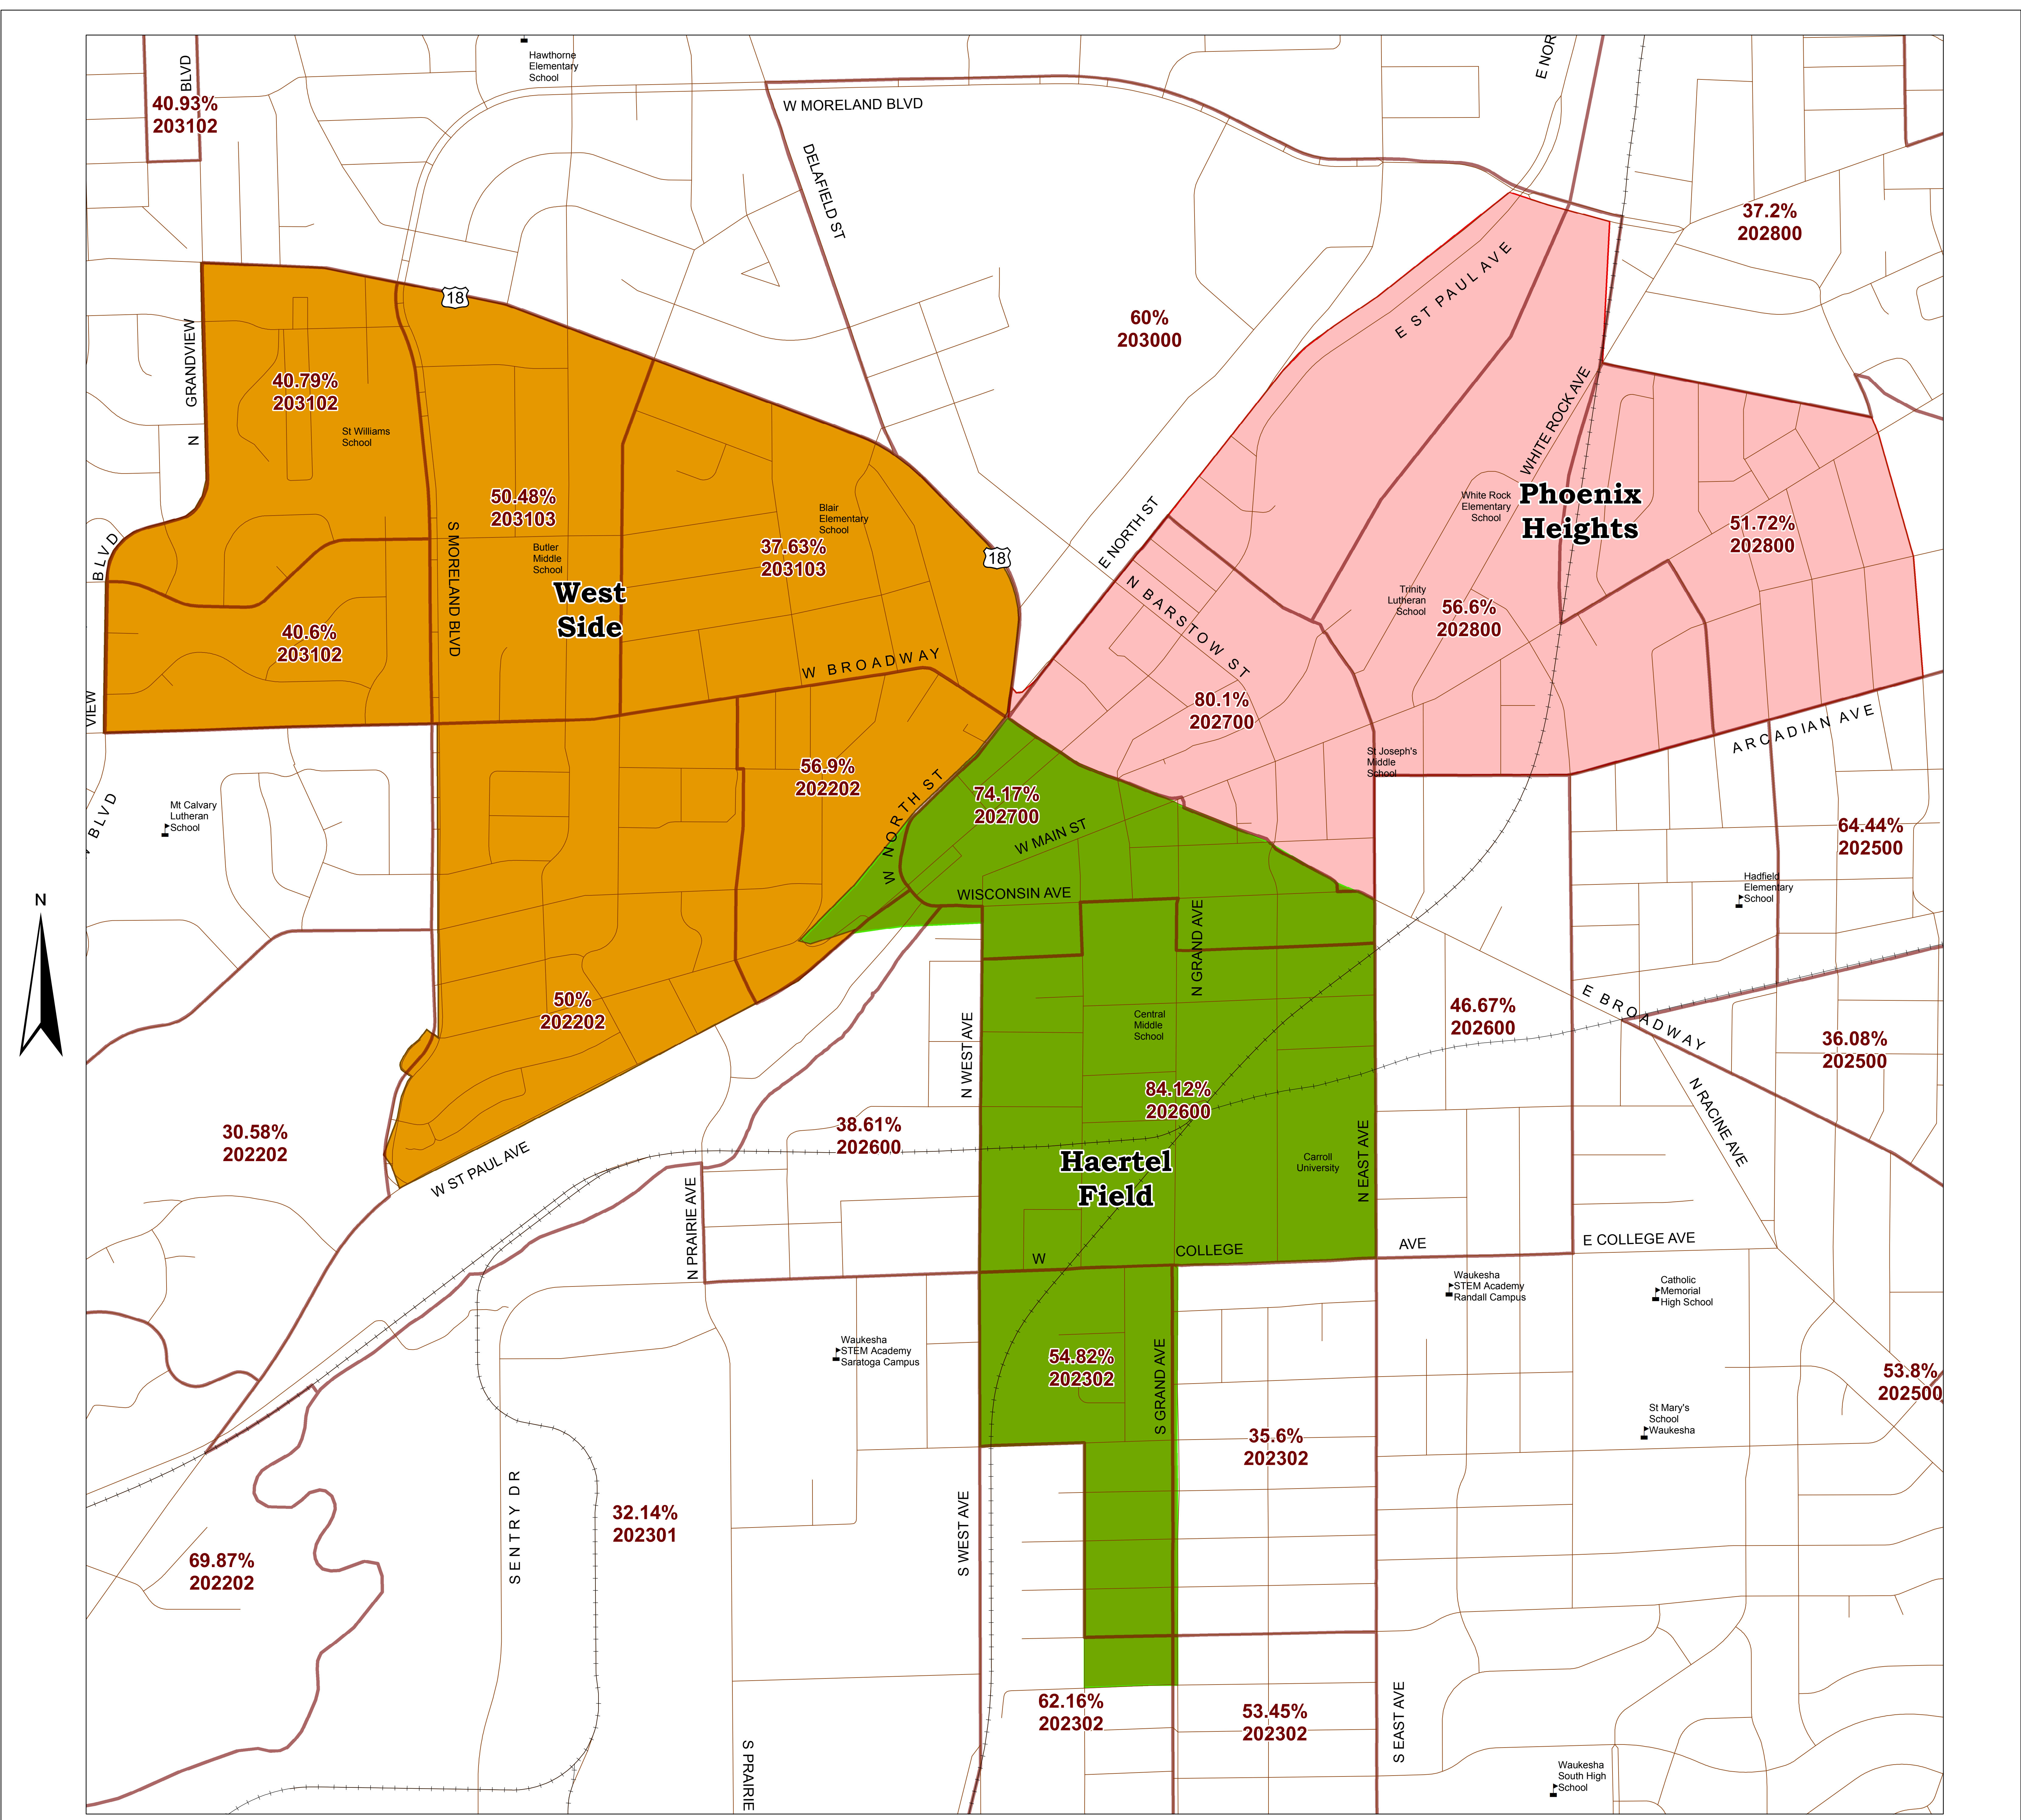 Hawthorne
Elementary
School
BLVD
E NOR
40.93%
203102
W MORELAND BLVD
DELAFIELD ST
37.2%
202800
18
E ST PAUL AVE
60%
203000
N GRANDVIEW BLVD
40.79%
203102
St Williams
School
50.48%
203103
Butler
Middle
School
Blair
Elementary
School
37.63%
203103
18
S MORELAND BLVD
West
Side
40.6%
203102
W BROADWAY
E NORTH ST
N BARSTOW ST
WHITE ROCK AVE
White Rock
Elementary
School
Phoenix
Heights
51.72%
202800
Trinity
Lutheran
School
56.6%
202800
80.1%
202700
St Joseph's
Middle
School
ARCADIAN AVE
VIEW
BLVD
Mt Calvary
Lutheran
School
56.9%
202202
W NORTH ST
74.17%
202700
W MAIN ST
WISCONSIN AVE
N GRAND AVE
64.44%
202500
Hadfield
Elementary
School
N
50%
202202
N WEST AVE
Central
Middle
School
46.67%
202600
E BROADWAY
36.08%
202500
84.12%
202600
N RACINE AVE
30.58%
202202
W ST PAUL AVE
38.61%
202600
Haertel
Field
Carroll
University
N EAST AVE
N PRAIRIE AVE
W COLLEGE AVE
E COLLEGE AVE
Waukesha
STEM Academy
Randall Campus
Catholic
Memorial
High School
Waukesha
STEM Academy
Saratoga Campus
54.82%
202302
S GRAND AVE
53.8%
202500
St Mary's
School
Waukesha
35.6%
202302
SENTRY DR
32.14%
202301
S WEST AVE
69.87%
202202
62.16%
202302
53.45%
202302
S EAST AVE
S PRAIRIE
Waukesha
South High
School